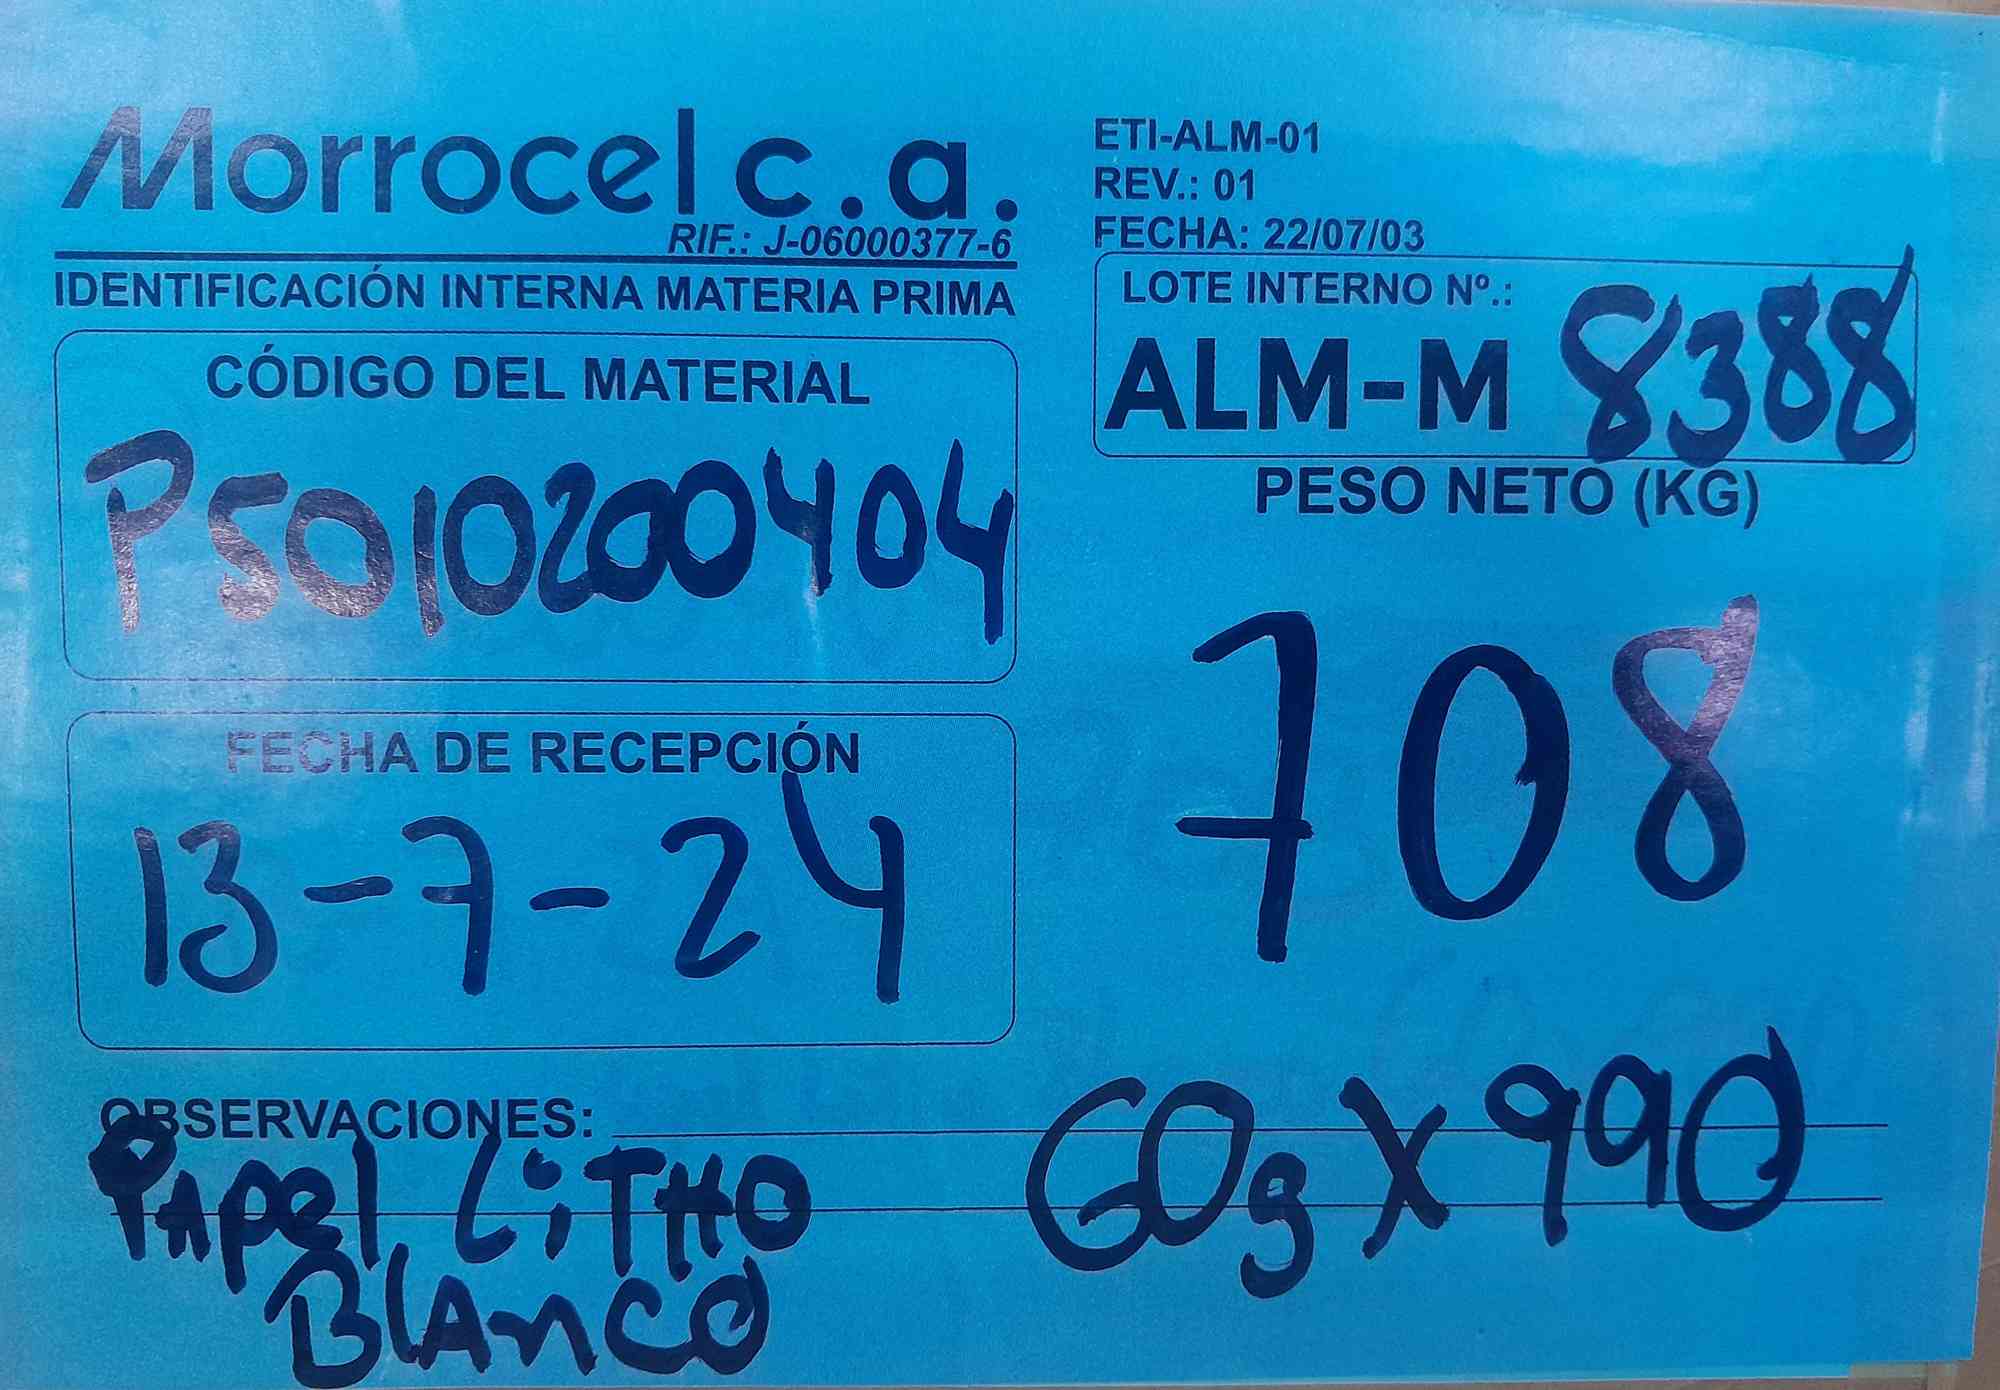 Morrocel c.a.
RIF.: J-06000377-6
IDENTIFICACIÓN INTERNA MATERIA PRIMA
ETI-ALM-01
REV.: 01
FECHA: 22/07/03
LOTE INTERNO Nº.:
ALM-M 8388
CÓDIGO DEL MATERIAL
P5010200404
PESO NETO (KG)
708
FECHA DE RECEPCIÓN
13-7-24
OBSERVACIONES:
PApel LiTHO 60g X 990
BlAnco